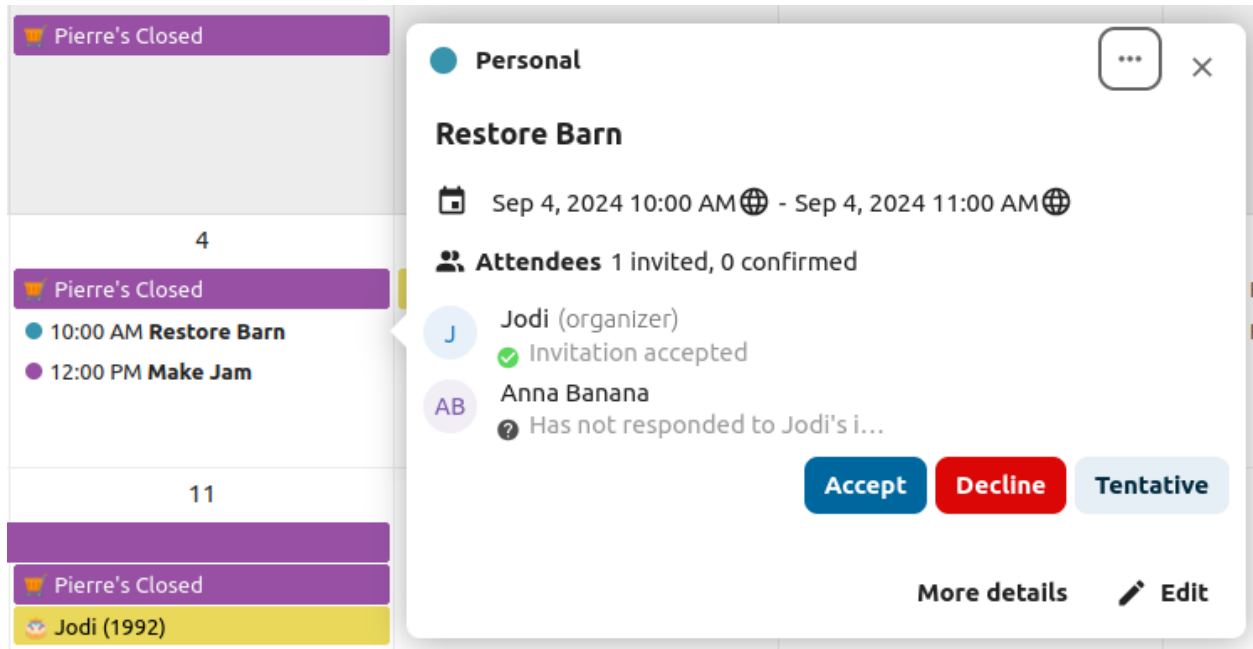 Pierre's Closed
4
Pierre's Closed
10:00 AM Restore Barn
12:00 PM Make Jam
11
Pierre's Closed
Jodi (1992)
Personal
Restore Barn
Sep 4, 2024 10:00 AM - Sep 4, 2024 11:00 AM
Attendees 1 invited, 0 confirmed
J
Jodi (organizer)
Invitation accepted
AB
Anna Banana
Has not responded to Jodi's i…
Accept Decline Tentative
More details Edit